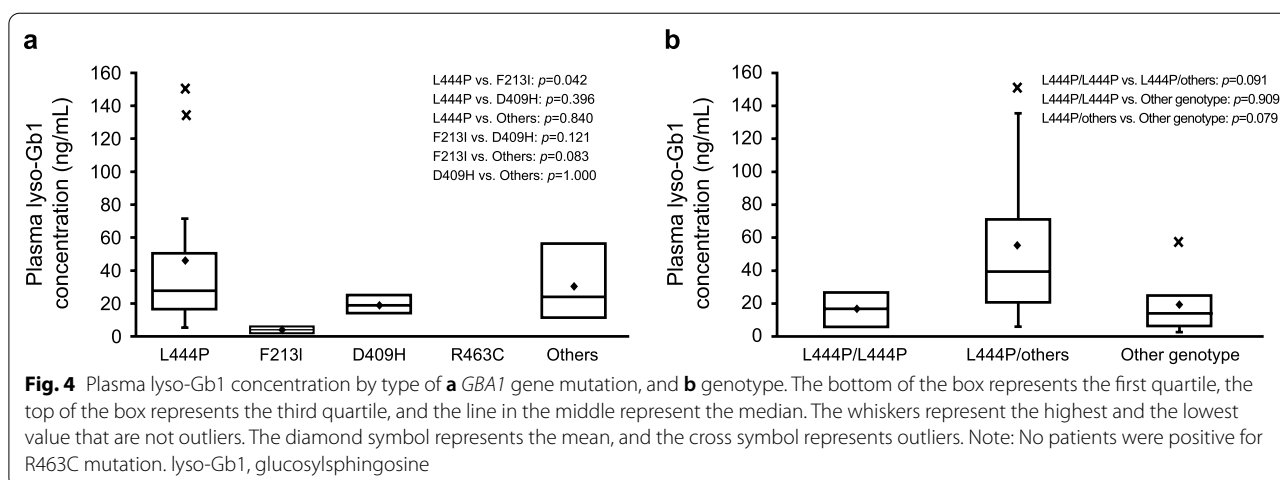 a
Plasma lyso-Gb1
concentration (ng/mL)
160
140
120
100
80
60
40
20
0
L444P vs. F213I: p=0.042
L444P vs. D409H: p=0.396
L444P vs. Others: p=0.840
F213I vs. D409H: p=0.121
F213I vs. Others: p=0.083
D409H vs. Others: p=1.000
L444P F213I D409H R463C Others
b
Plasma lyso-Gb1
concentration (ng/mL)
160
140
120
100
80
60
40
20
0
L444P/L444P vs. L444P/others: p=0.091
L444P/L444P vs. Other genotype: p=0.909
L444P/others vs. Other genotype: p=0.079
L444P/L444P L444P/others Other genotype
Fig. 4 Plasma lyso-Gb1 concentration by type of a GBA1 gene mutation, and b genotype. The bottom of the box represents the first quartile, the
top of the box represents the third quartile, and the line in the middle represent the median. The whiskers represent the highest and the lowest
value that are not outliers. The diamond symbol represents the mean, and the cross symbol represents outliers. Note: No patients were positive for
R463C mutation. lyso-Gb1, glucosylsphingosine